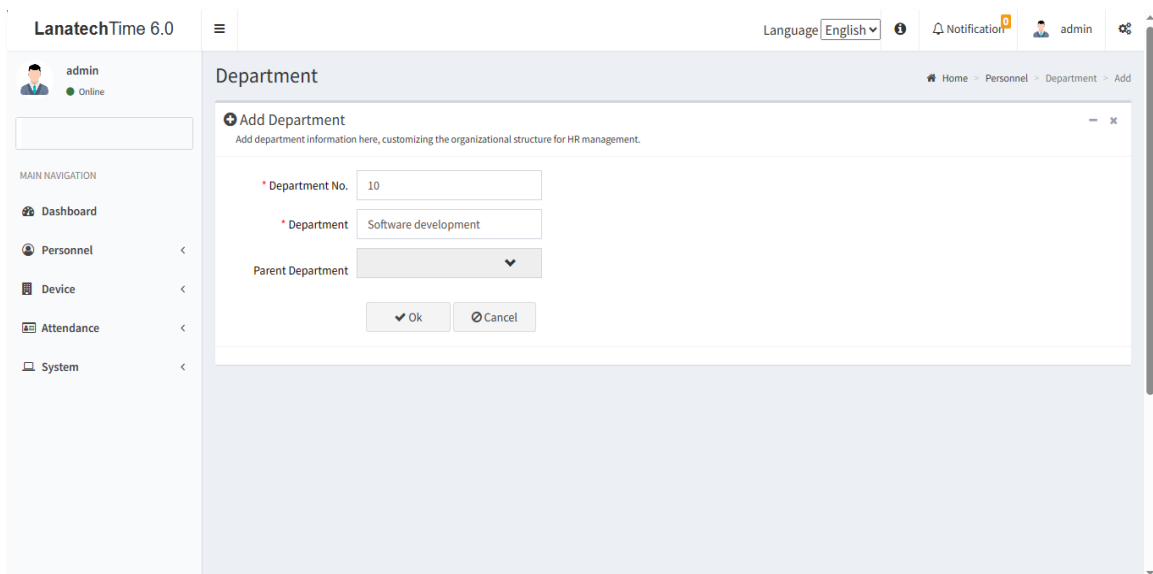 LanatechTime 6.0
Language English
0
Notification
admin
admin
Online
MAIN NAVIGATION
Dashboard
Personnel
Device
Attendance
System
Department
Home > Personnel > Department > Add
Add Department
Add department information here, customizing the organizational structure for HR management.
* Department No. 10
* Department Software development
Parent Department
Ok Cancel